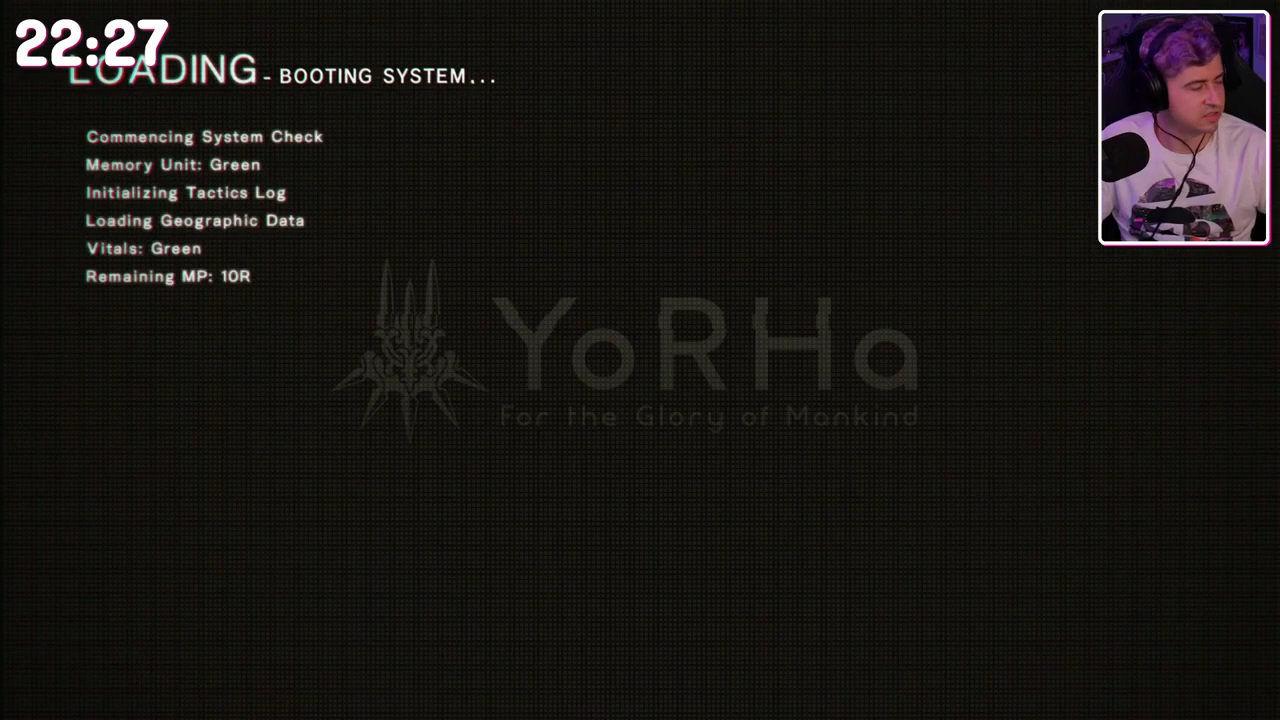 22:27
LOADING - BOOTING SYSTEM...
Commencing System Check
Memory Unit: Green
Initializing Tactics Log
Loading Geographic Data
Vitals: Green
Remaining MP: 10R
YoRHa
For the Glory of Mankind